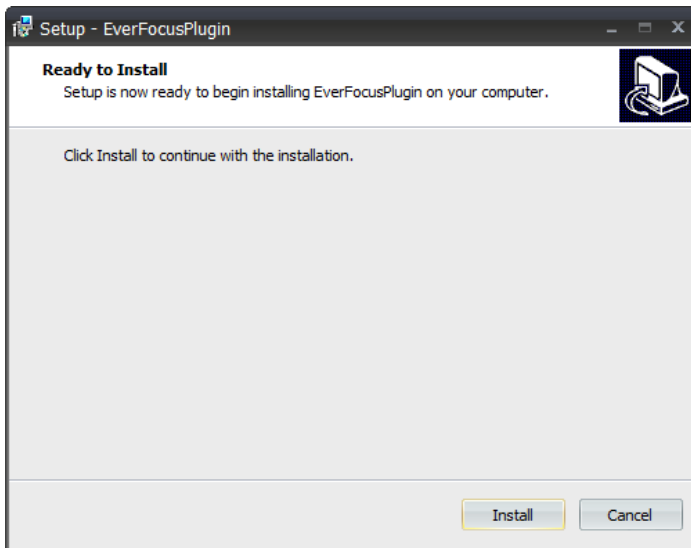 Setup - EverFocusPlugin
Ready to Install
Setup is now ready to begin installing EverFocusPlugin on your computer.
Click Install to continue with the installation.
Install
Cancel